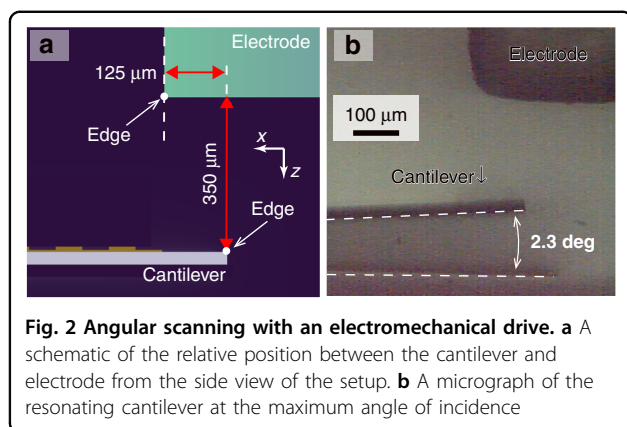 a
Electrode
125 µm
Edge
x
z
350 µm
Edge
Cantilever
b
Electrode
100 µm
Cantilever↓
2.3 deg
Fig. 2 Angular scanning with an electromechanical drive. a A
schematic of the relative position between the cantilever and
electrode from the side view of the setup. b A micrograph of the
resonating cantilever at the maximum angle of incidence